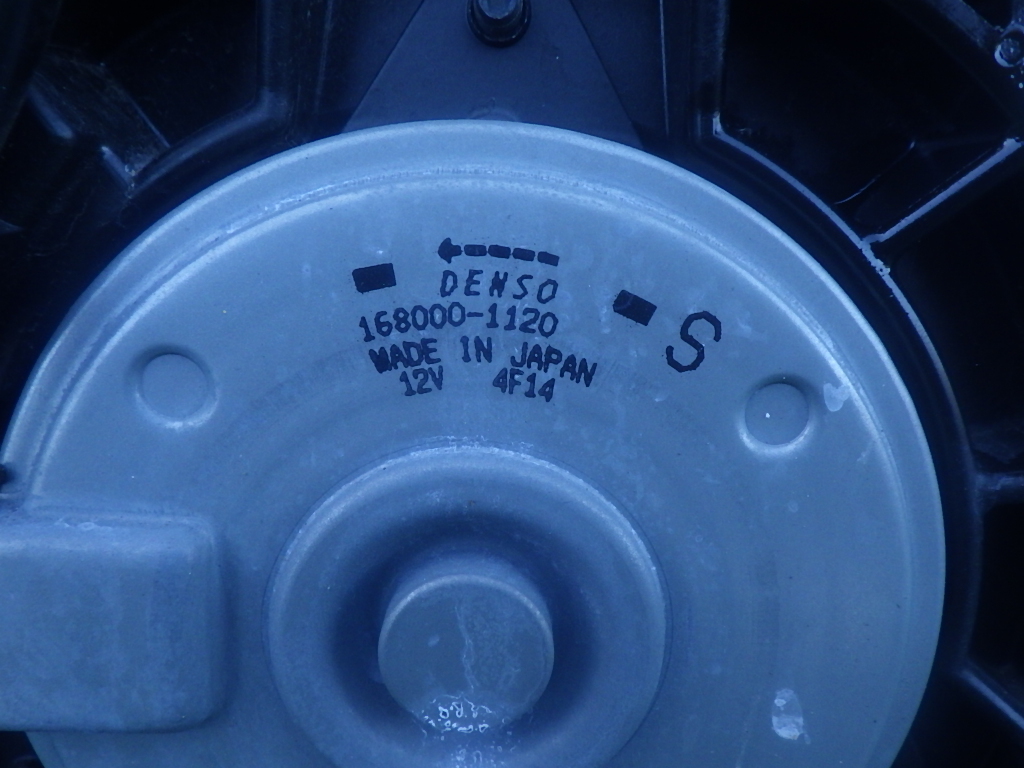 DENSO
S
168000-1120
MADE IN JAPAN
12V 4F14